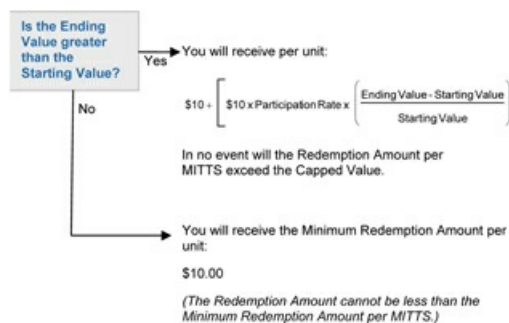 Is the Ending
Value greater
than the
Starting Value?
Yes
You will receive per unit:
$10 + [ $10 x Participation Rate x ( Ending Value - Starting Value
Starting Value )
In no event will the Redemption Amount per
MITTS exceed the Capped Value.
No
You will receive the Minimum Redemption Amount per
unit:
$10.00
(The Redemption Amount cannot be less than the
Minimum Redemption Amount per MITTS.)